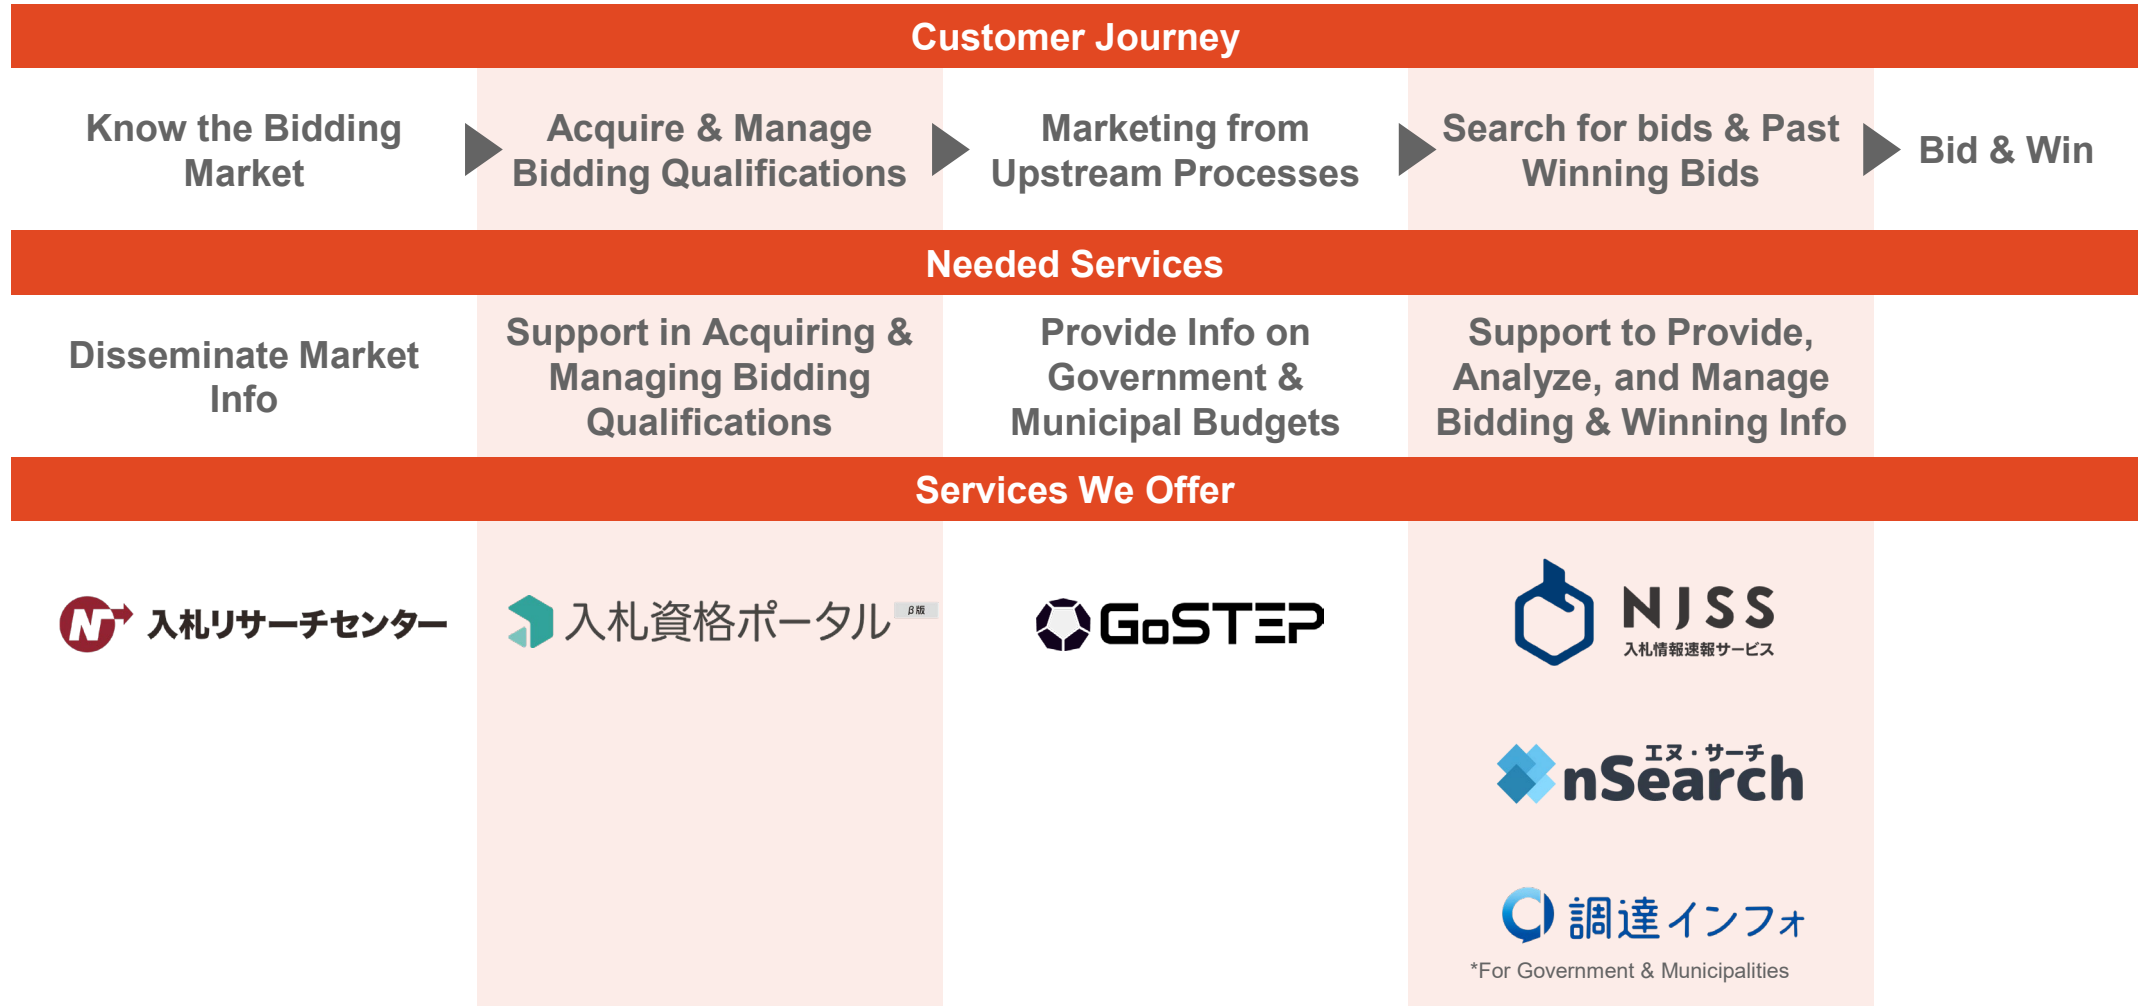 Customer Journey
Know the Bidding
Market
Acquire & Manage
Bidding Qualifications
Marketing from
Upstream Processes
Search for bids & Past
Winning Bids
Bid & Win
Needed Services
Disseminate Market
Info
Support in Acquiring &
Managing Bidding
Qualifications
Provide Info on
Government &
Municipal Budgets
Support to Provide,
Analyze, and Manage
Bidding & Winning Info
Services We Offer
N 入札リサーチセンター
入札資格ポータル β版
GoSTEP
NJSS
入札情報速報サービス
エヌ・サーチ
nSearch
調達インフォ
*For Government & Municipalities